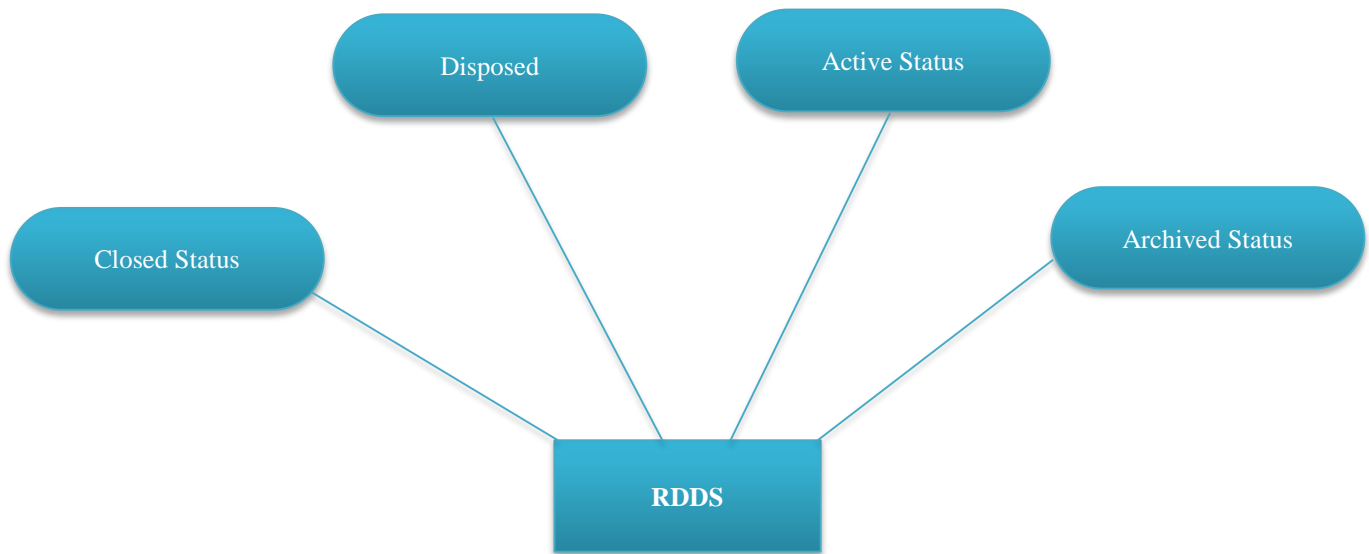 Disposed
Active Status
Closed Status
Archived Status
RDDS